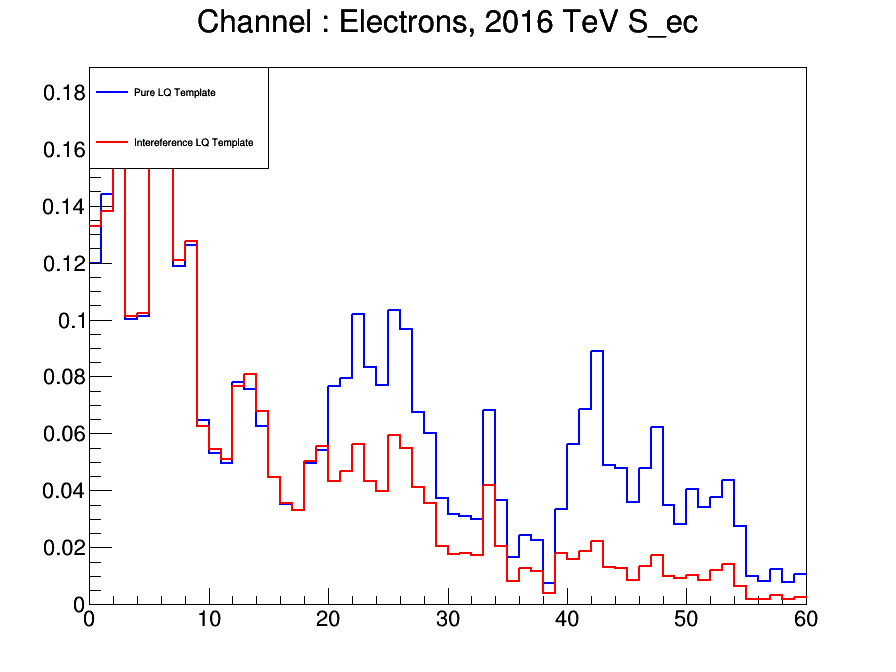 Channel : Electrons, 2016 TeV S_ec
Pure LQ Template
Intereference LQ Template
0.18
0.16
0.14
0.12
0.1
0.08
0.06
0.04
0.02
0
0 10 20 30 40 50 60